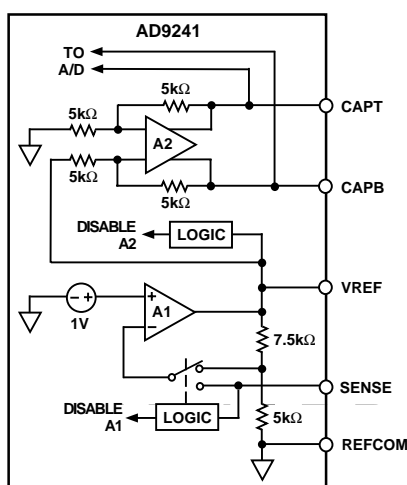 AD9241
TO
A/D
5kΩ
5kΩ
CAPT
A2
5kΩ
5kΩ
CAPB
DISABLE
A2
LOGIC
VREF
1V
A1
7.5kΩ
SENSE
DISABLE
A1
LOGIC
5kΩ
REFCOM